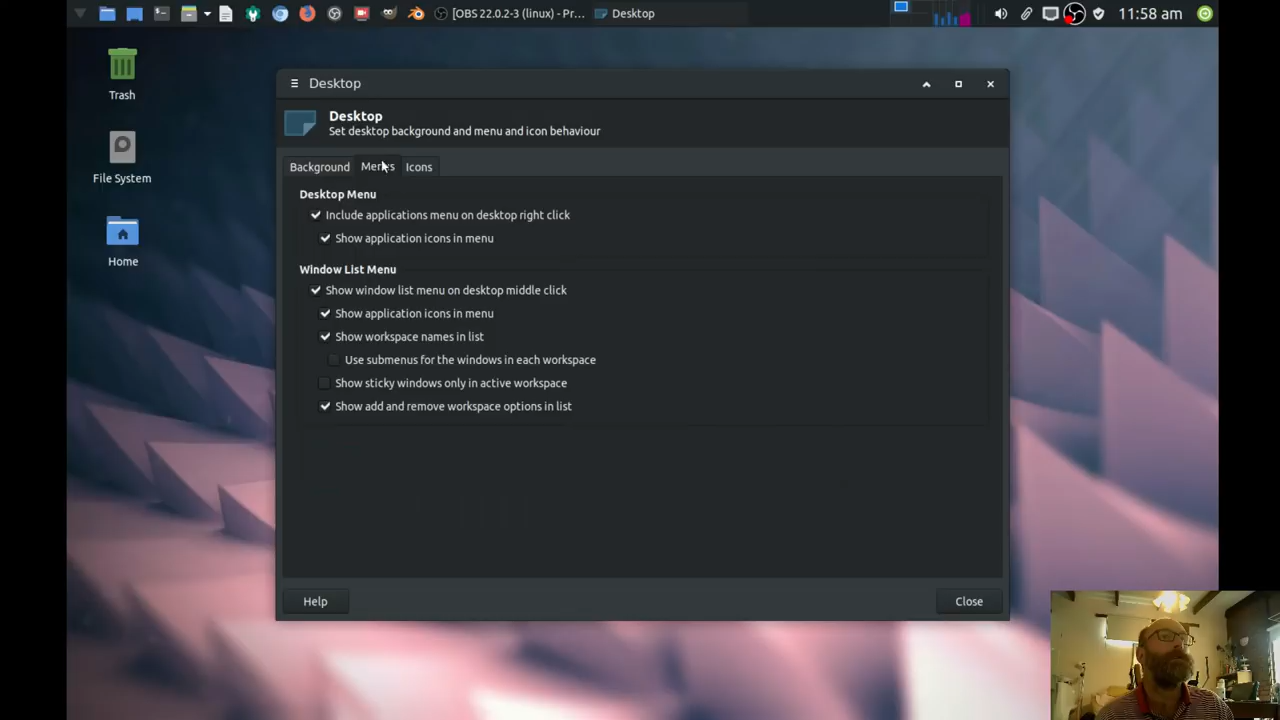 [OBS 22.0.2-3 (linux) - Pr...
Desktop
11:58 am
Trash
File System
Home
Desktop
Desktop
Set desktop background and menu and icon behaviour
Background
Menus
Icons
Desktop Menu
Include applications menu on desktop right click
Show application icons in menu
Window List Menu
Show window list menu on desktop middle click
Show application icons in menu
Show workspace names in list
Use submenus for the windows in each workspace
Show sticky windows only in active workspace
Show add and remove workspace options in list
Help
Close